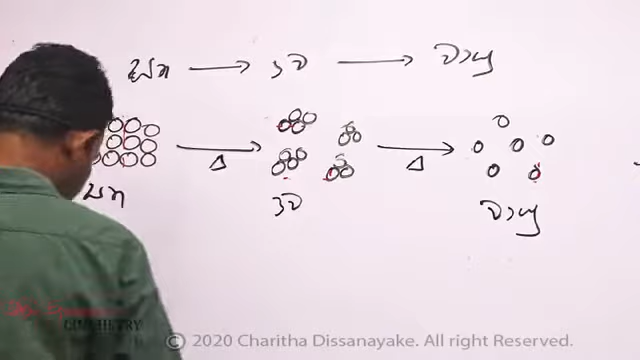 ඝන → ද්‍රව → වායු
Δ Δ
ඝන ද්‍රව වායු
CHEMISTRY
© 2020 Charitha Dissanayake. All right Reserved.